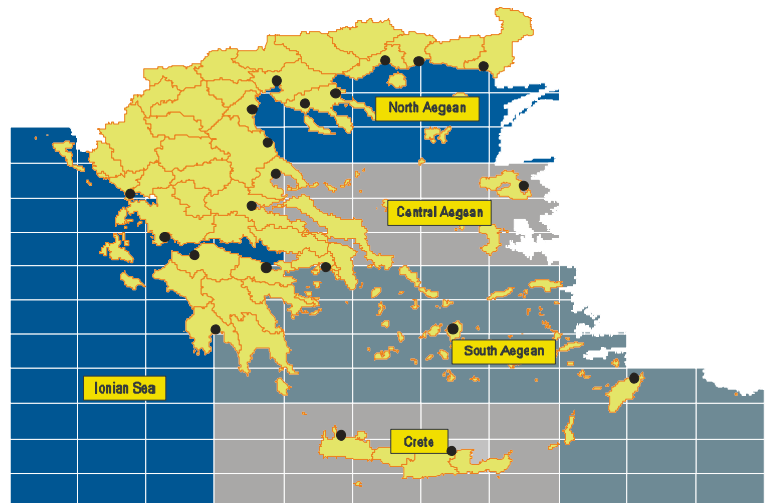 North Aegean
Central Aegean
South Aegean
Ionian Sea
Crete